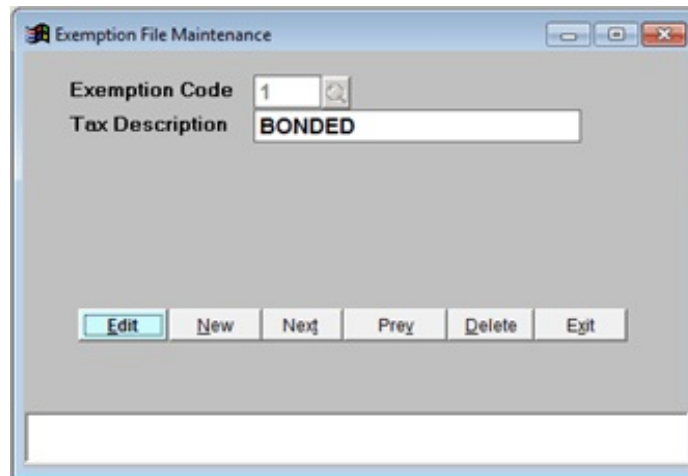 Exemption File Maintenance
Exemption Code 1
Tax Description BONDED
Edit New Next Prev Delete Exit